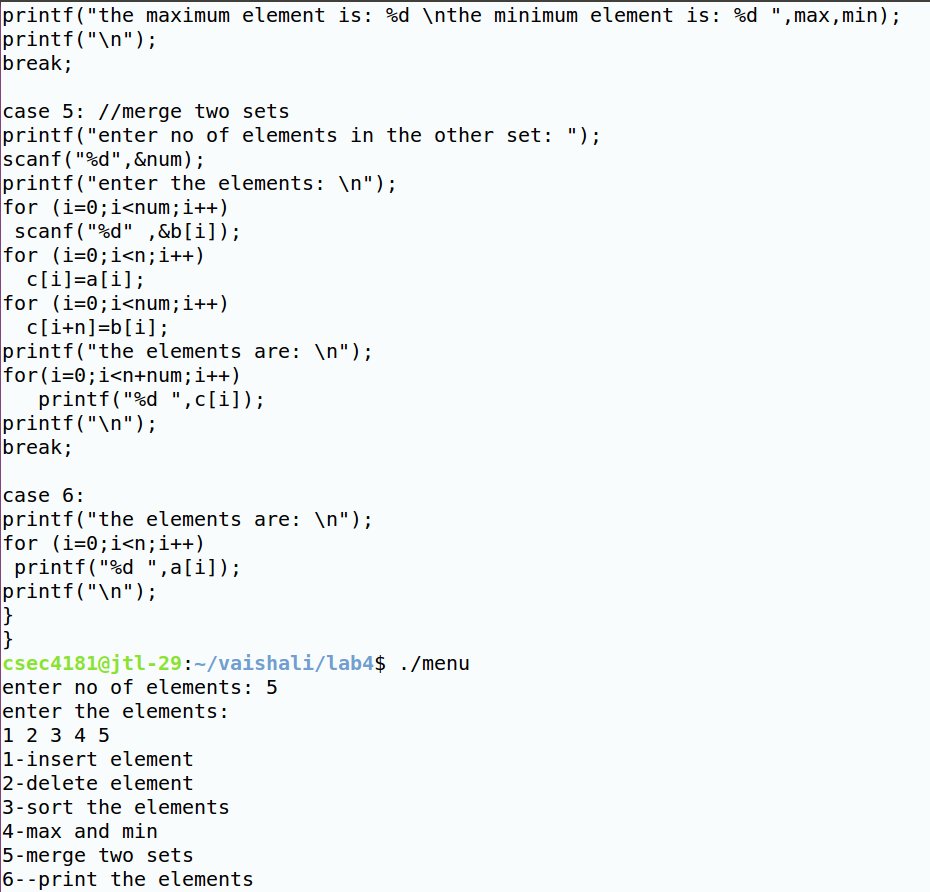 printf("the maximum element is: %d \nthe minimum element is: %d ",max,min);
printf("\n");
break;

case 5: //merge two sets
printf("enter no of elements in the other set: ");
scanf("%d",&num);
printf("enter the elements: \n");
for (i=0;i<num;i++)
 scanf("%d" ,&b[i]);
for (i=0;i<n;i++)
  c[i]=a[i];
for (i=0;i<num;i++)
  c[i+n]=b[i];
printf("the elements are: \n");
for(i=0;i<n+num;i++)
   printf("%d ",c[i]);
printf("\n");
break;

case 6:
printf("the elements are: \n");
for (i=0;i<n;i++)
 printf("%d ",a[i]);
printf("\n");
}
}
csec4181@jtl-29:~/vaishali/lab4$ ./menu
enter no of elements: 5
enter the elements:
1 2 3 4 5
1-insert element
2-delete element
3-sort the elements
4-max and min
5-merge two sets
6--print the elements